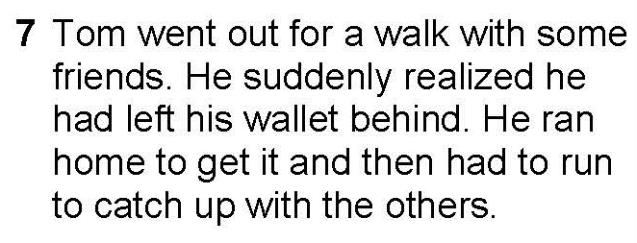 7 Tom went out for a walk with some
friends. He suddenly realized he
had left his wallet behind. He ran
home to get it and then had to run
to catch up with the others.